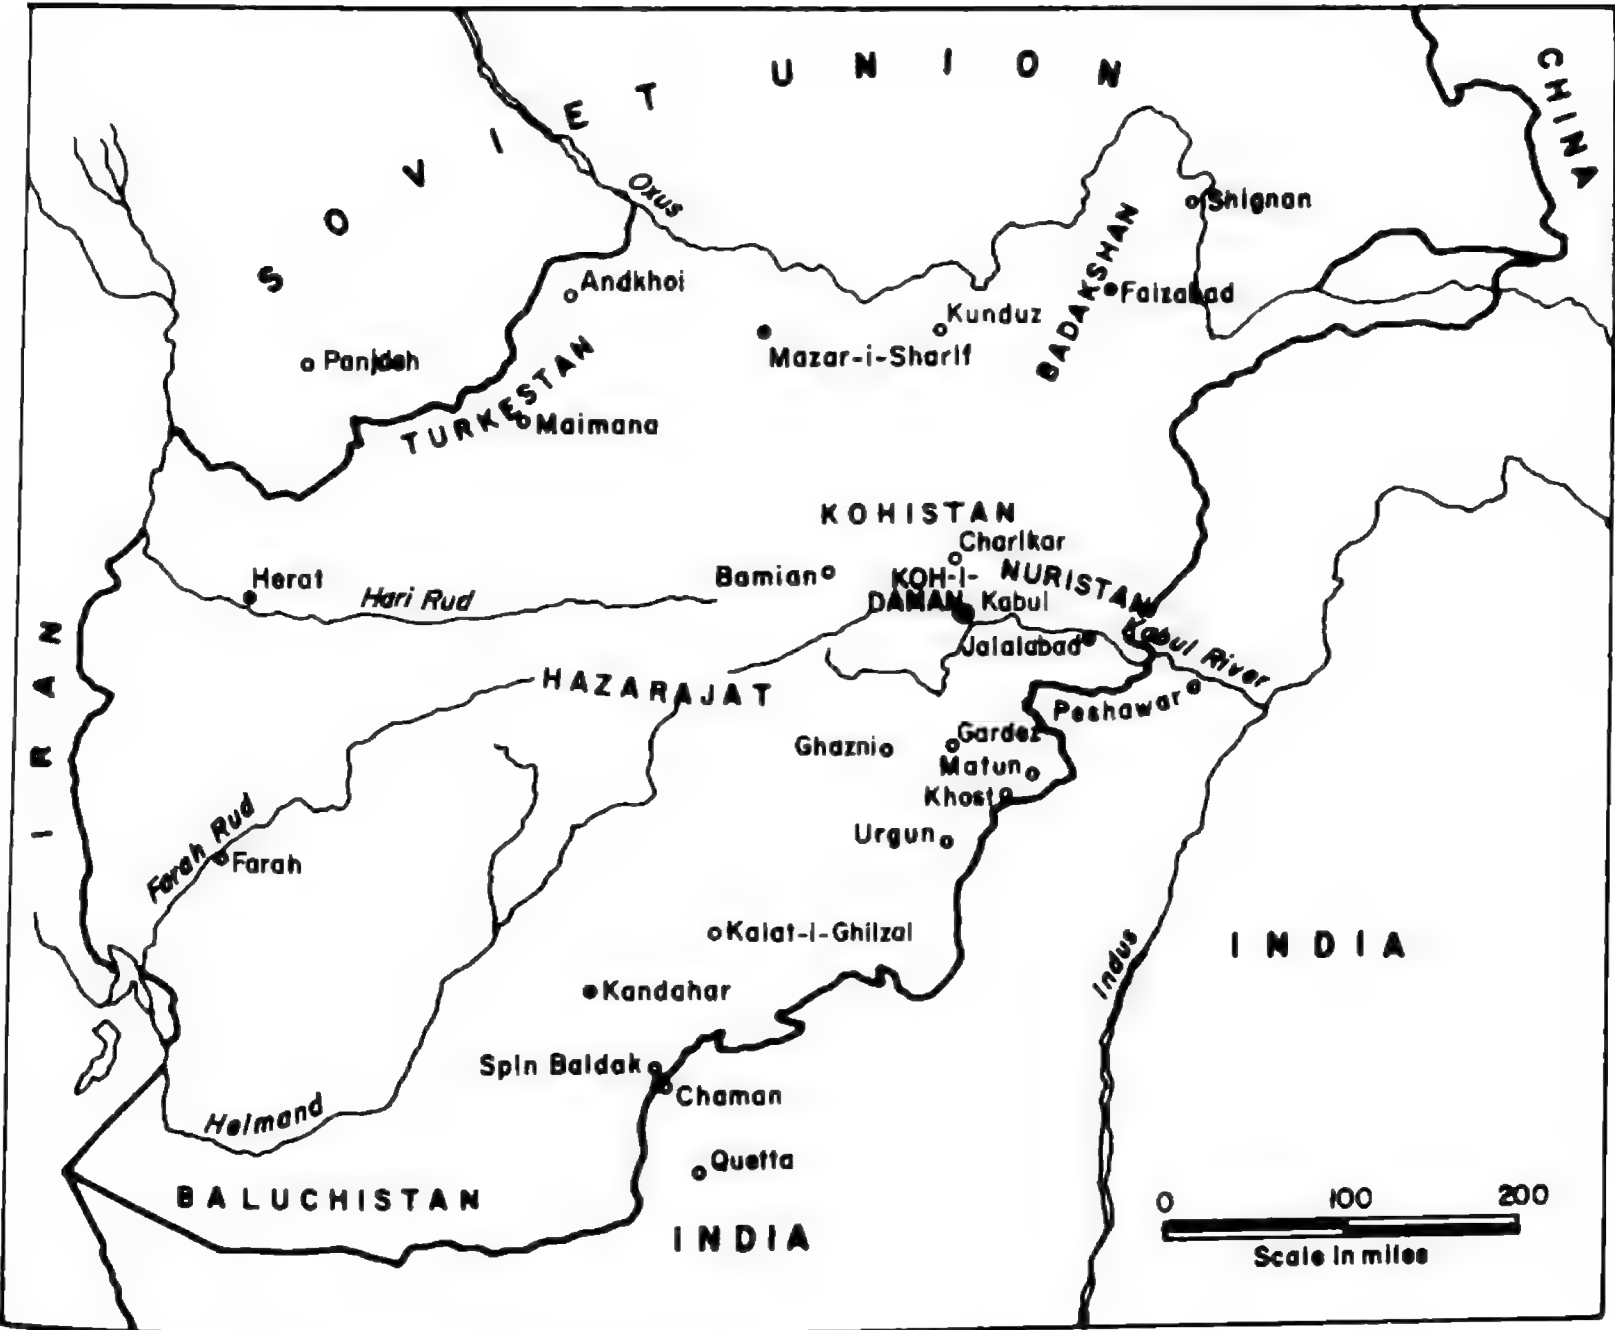 SOVIET UNION
CHINA
Oxus
Shignan
Andkhoi
BADAKSHAN
Faizabad
Kunduz
Panjdeh
Mazar-i-Sharif
TURKESTAN
Maimana
KOHISTAN
Charikar
Herat
Hari Rud
Bamian
KOH-I-
DAMAN
NURISTAN
Kabul
Jalalabad
Kabul River
IRAN
HAZARAJAT
Peshawar
Ghazni
Gardez
Matun
Khost
Urgun
Farah Rud
Farah
Kalat-i-Ghilzai
INDIA
Indus
Kandahar
Spin Baldak
Chaman
Helmand
Quetta
BALUCHISTAN
INDIA
0 100 200
Scale in miles